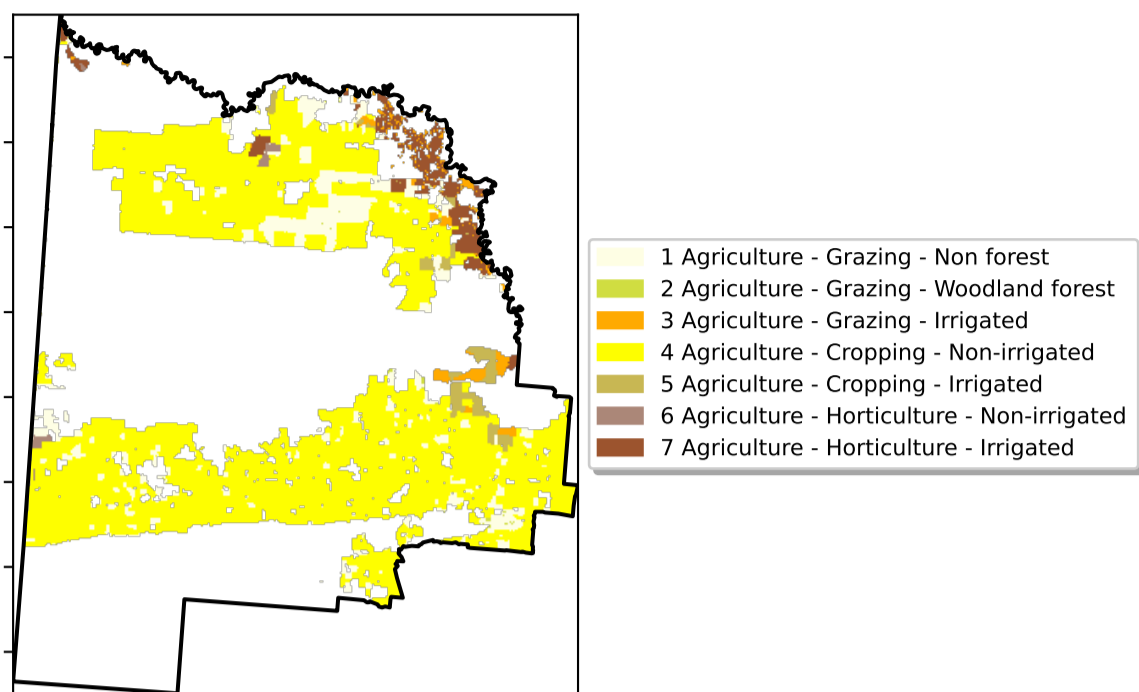 1 Agriculture - Grazing - Non forest
2 Agriculture - Grazing - Woodland forest
3 Agriculture - Grazing - Irrigated
4 Agriculture - Cropping - Non-irrigated
5 Agriculture - Cropping - Irrigated
6 Agriculture - Horticulture - Non-irrigated
7 Agriculture - Horticulture - Irrigated